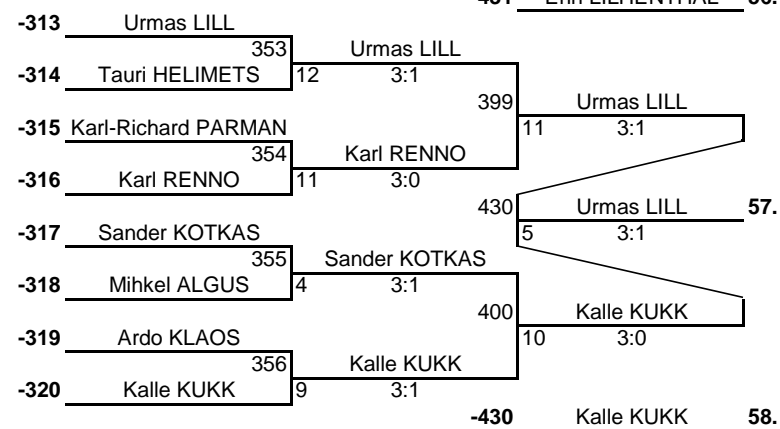 -313 Urmas LILL
353 Urmas LILL
-314 Tauri HELIMETS 12 3:1
399 Urmas LILL
-315 Karl-Richard PARMAN 11 3:1
354 Karl RENNO
-316 Karl RENNO 11 3:0
430 Urmas LILL 57.
-317 Sander KOTKAS 5 3:1
355 Sander KOTKAS
-318 Mihkel ALGUS 4 3:1
400 Kalle KUKK
-319 Ardo KLAOS 10 3:0
356 Kalle KUKK
-320 Kalle KUKK 9 3:1
-430 Kalle KUKK 58.